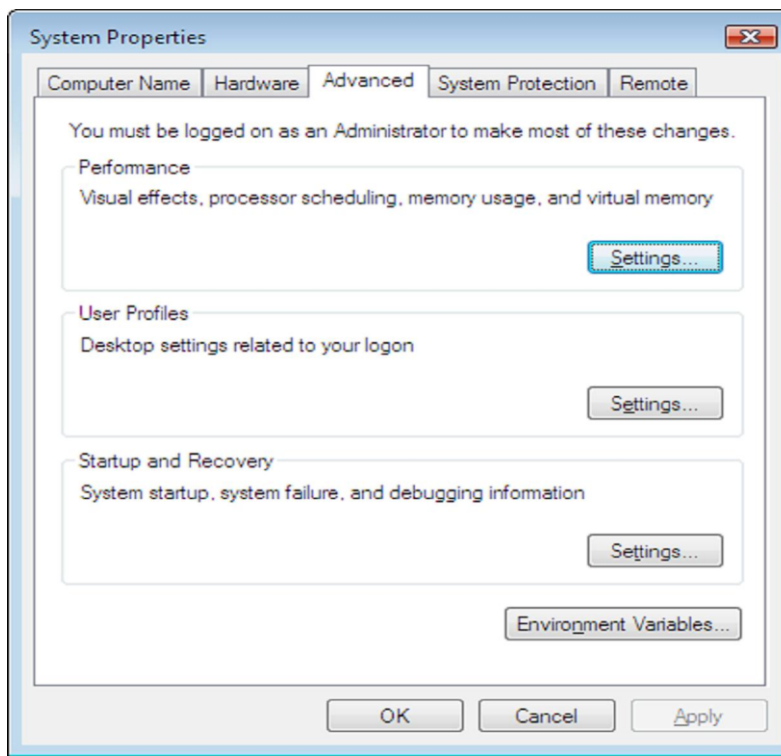 System Properties
Computer Name Hardware Advanced System Protection Remote
You must be logged on as an Administrator to make most of these changes.
Performance
Visual effects, processor scheduling, memory usage, and virtual memory
Settings...
User Profiles
Desktop settings related to your logon
Settings...
Startup and Recovery
System startup, system failure, and debugging information
Settings...
Environment Variables...
OK Cancel Apply